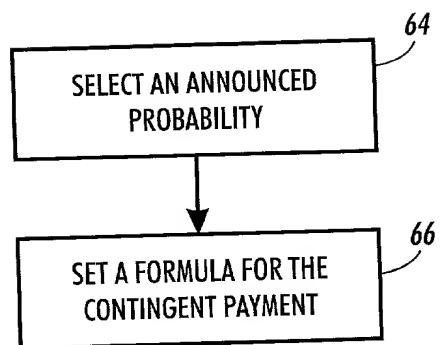 64
SELECT AN ANNOUNCED
PROBABILITY
66
SET A FORMULA FOR THE
CONTINGENT PAYMENT